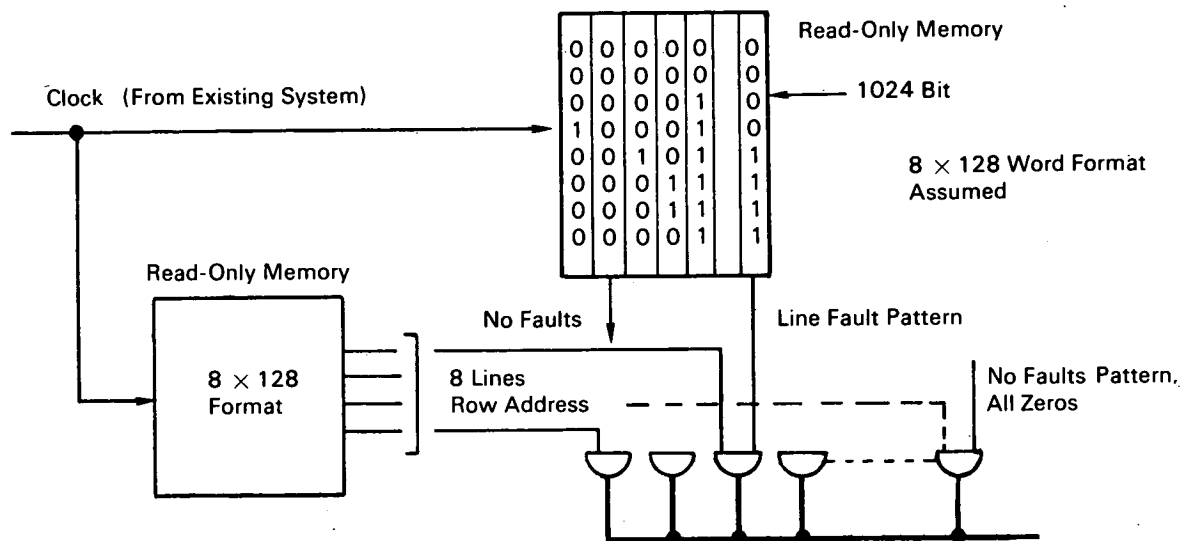 Read-Only Memory
0 0 0 0 0 0
0 0 0 0 0 0
0 0 0 0 1 0
1 0 0 0 1 0
0 0 1 0 1 1
0 0 0 1 1 1
0 0 0 1 1 1
0 0 0 0 1 1
1024 Bit
Clock (From Existing System)
8 × 128 Word Format
Assumed
Read-Only Memory
No Faults
Line Fault Pattern
8 × 128
Format
8 Lines
Row Address
No Faults Pattern,
All Zeros